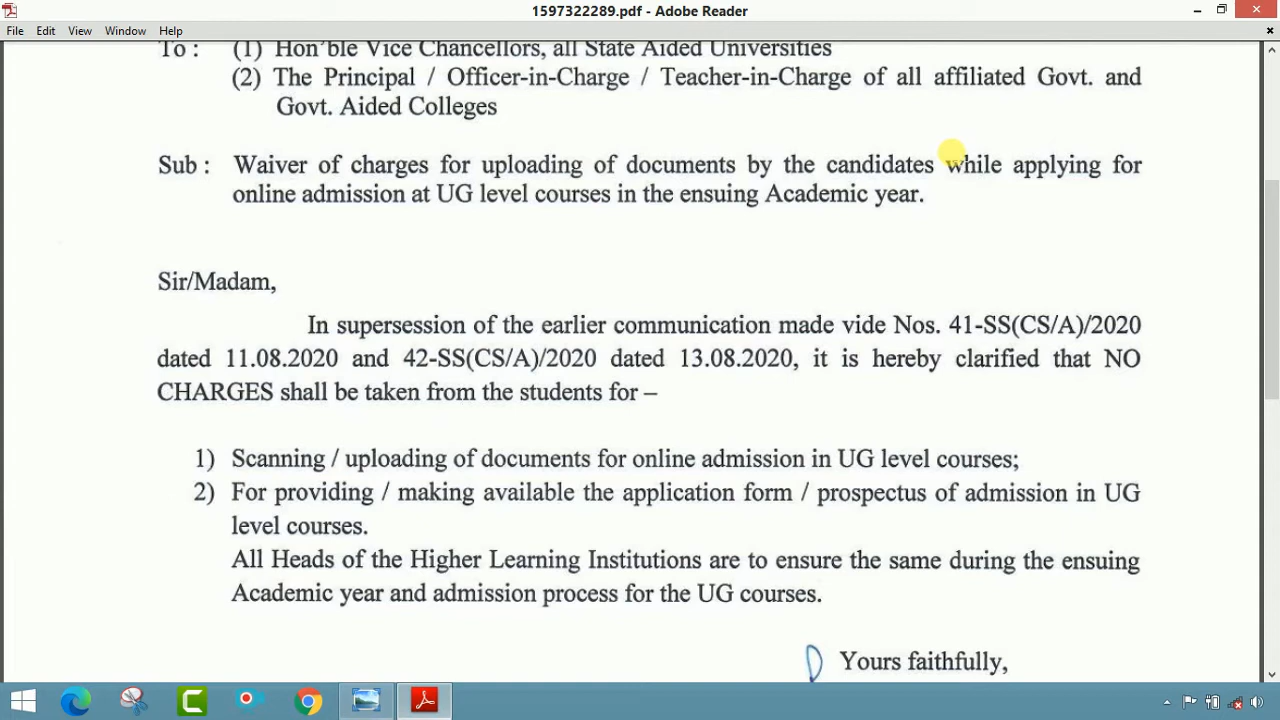 1597322289.pdf - Adobe Reader
File Edit View Window Help
To : (1) Hon'ble Vice Chancellors, all State Aided Universities
(2) The Principal / Officer-in-Charge / Teacher-in-Charge of all affiliated Govt. and
Govt. Aided Colleges
Sub : Waiver of charges for uploading of documents by the candidates while applying for
online admission at UG level courses in the ensuing Academic year.
Sir/Madam,
In supersession of the earlier communication made vide Nos. 41-SS(CS/A)/2020
dated 11.08.2020 and 42-SS(CS/A)/2020 dated 13.08.2020, it is hereby clarified that NO
CHARGES shall be taken from the students for –
1) Scanning / uploading of documents for online admission in UG level courses;
2) For providing / making available the application form / prospectus of admission in UG
level courses.
All Heads of the Higher Learning Institutions are to ensure the same during the ensuing
Academic year and admission process for the UG courses.
Yours faithfully,